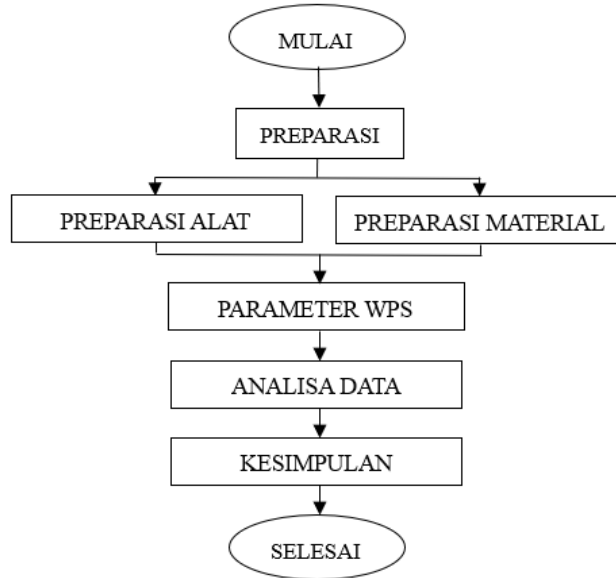 MULAI
PREPARASI
PREPARASI ALAT
PREPARASI MATERIAL
PARAMETER WPS
ANALISA DATA
KESIMPULAN
SELESAI